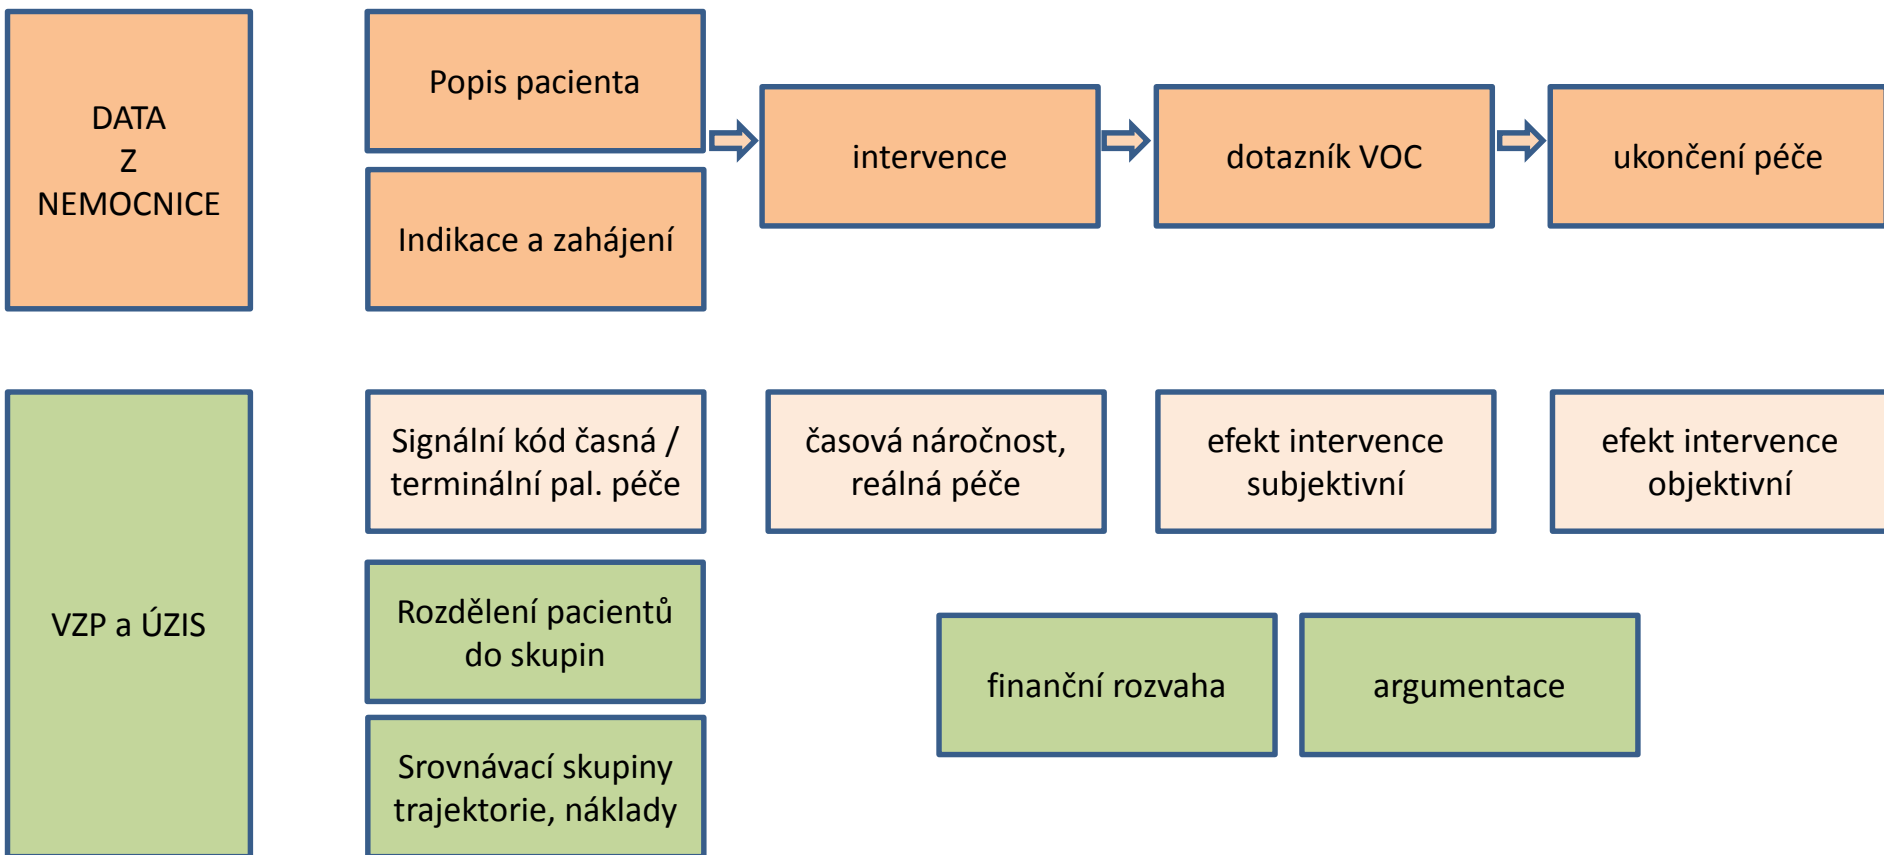 DATA
Z
NEMOCNICE
Popis pacienta
Indikace a zahájení
intervence
dotazník VOC
ukončení péče
VZP a ÚZIS
Signální kód časná /
terminální pal. péče
časová náročnost,
reálná péče
efekt intervence
subjektivní
efekt intervence
objektivní
Rozdělení pacientů
do skupin
finanční rozvaha
argumentace
Srovnávací skupiny
trajektorie, náklady